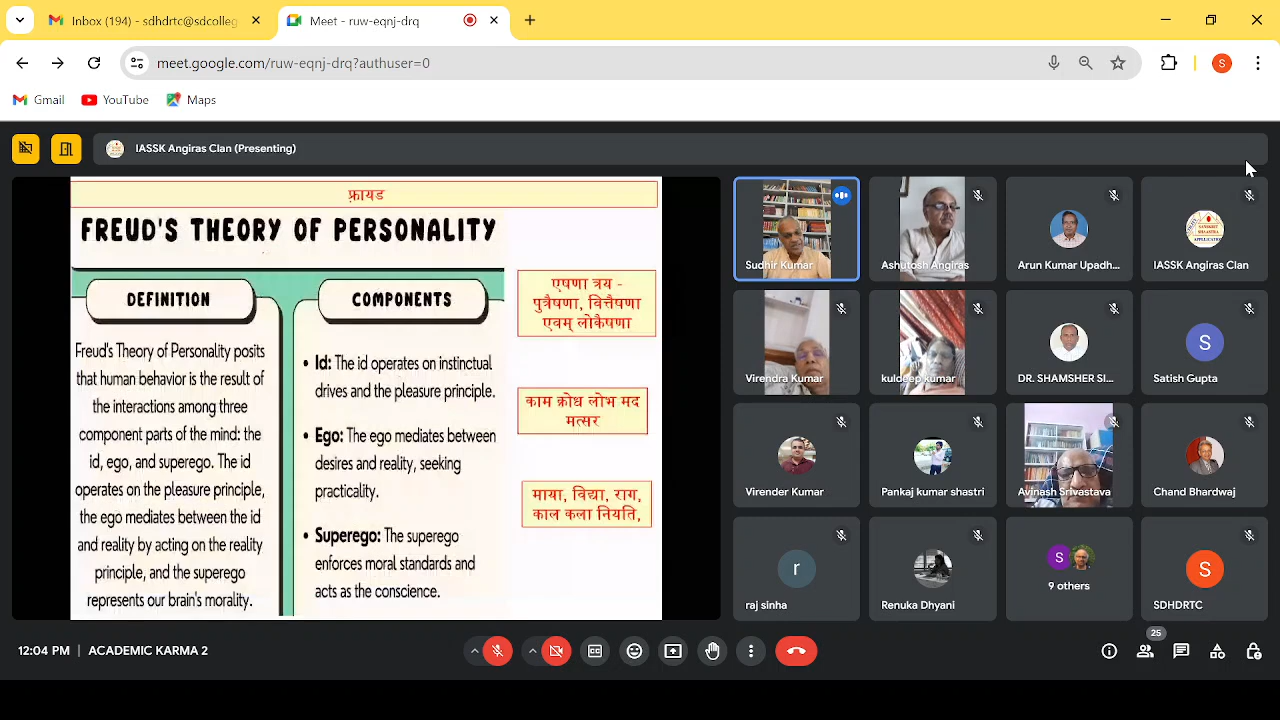 Inbox (194) - sdhdrtc@sdcolleg
Meet - ruw-eqnj-drq
meet.google.com/ruw-eqnj-drq?authuser=0
S
Gmail
YouTube
Maps
IASSK Angiras Clan (Presenting)
फ्रायड
FREUD'S THEORY OF PERSONALITY
DEFINITION
Freud's Theory of Personality posits
that human behavior is the result of
the interactions among three
component parts of the mind: the
id, ego, and superego. The id
operates on the pleasure principle,
the ego mediates between the id
and reality by acting on the reality
principle, and the superego
represents our brain's morality.
COMPONENTS
• Id: The id operates on instinctual
drives and the pleasure principle.
• Ego: The ego mediates between
desires and reality, seeking
practicality.
• Superego: The superego
enforces moral standards and
acts as the conscience.
एषणा त्रय -
पुत्रैषणा, वित्तैषणा
एवम् लोकैषणा
काम क्रोध लोभ मद
मत्सर
माया, विद्या, राग,
काल कला नियति,
Sudhir Kumar
Ashutosh Angiras
Arun Kumar Upadh...
SANSKRIT
SHAASTRA
APPLICATION
IASSK Angiras Clan
Virendra Kumar
kuldeep kumar
DR. SHAMSHER SI...
S
Satish Gupta
Virender Kumar
Pankaj kumar shastri
Avinash Srivastava
Chand Bhardwaj
r
raj sinha
Renuka Dhyani
S
9 others
S
SDHDRTC
12:04 PM | ACADEMIC KARMA 2
25